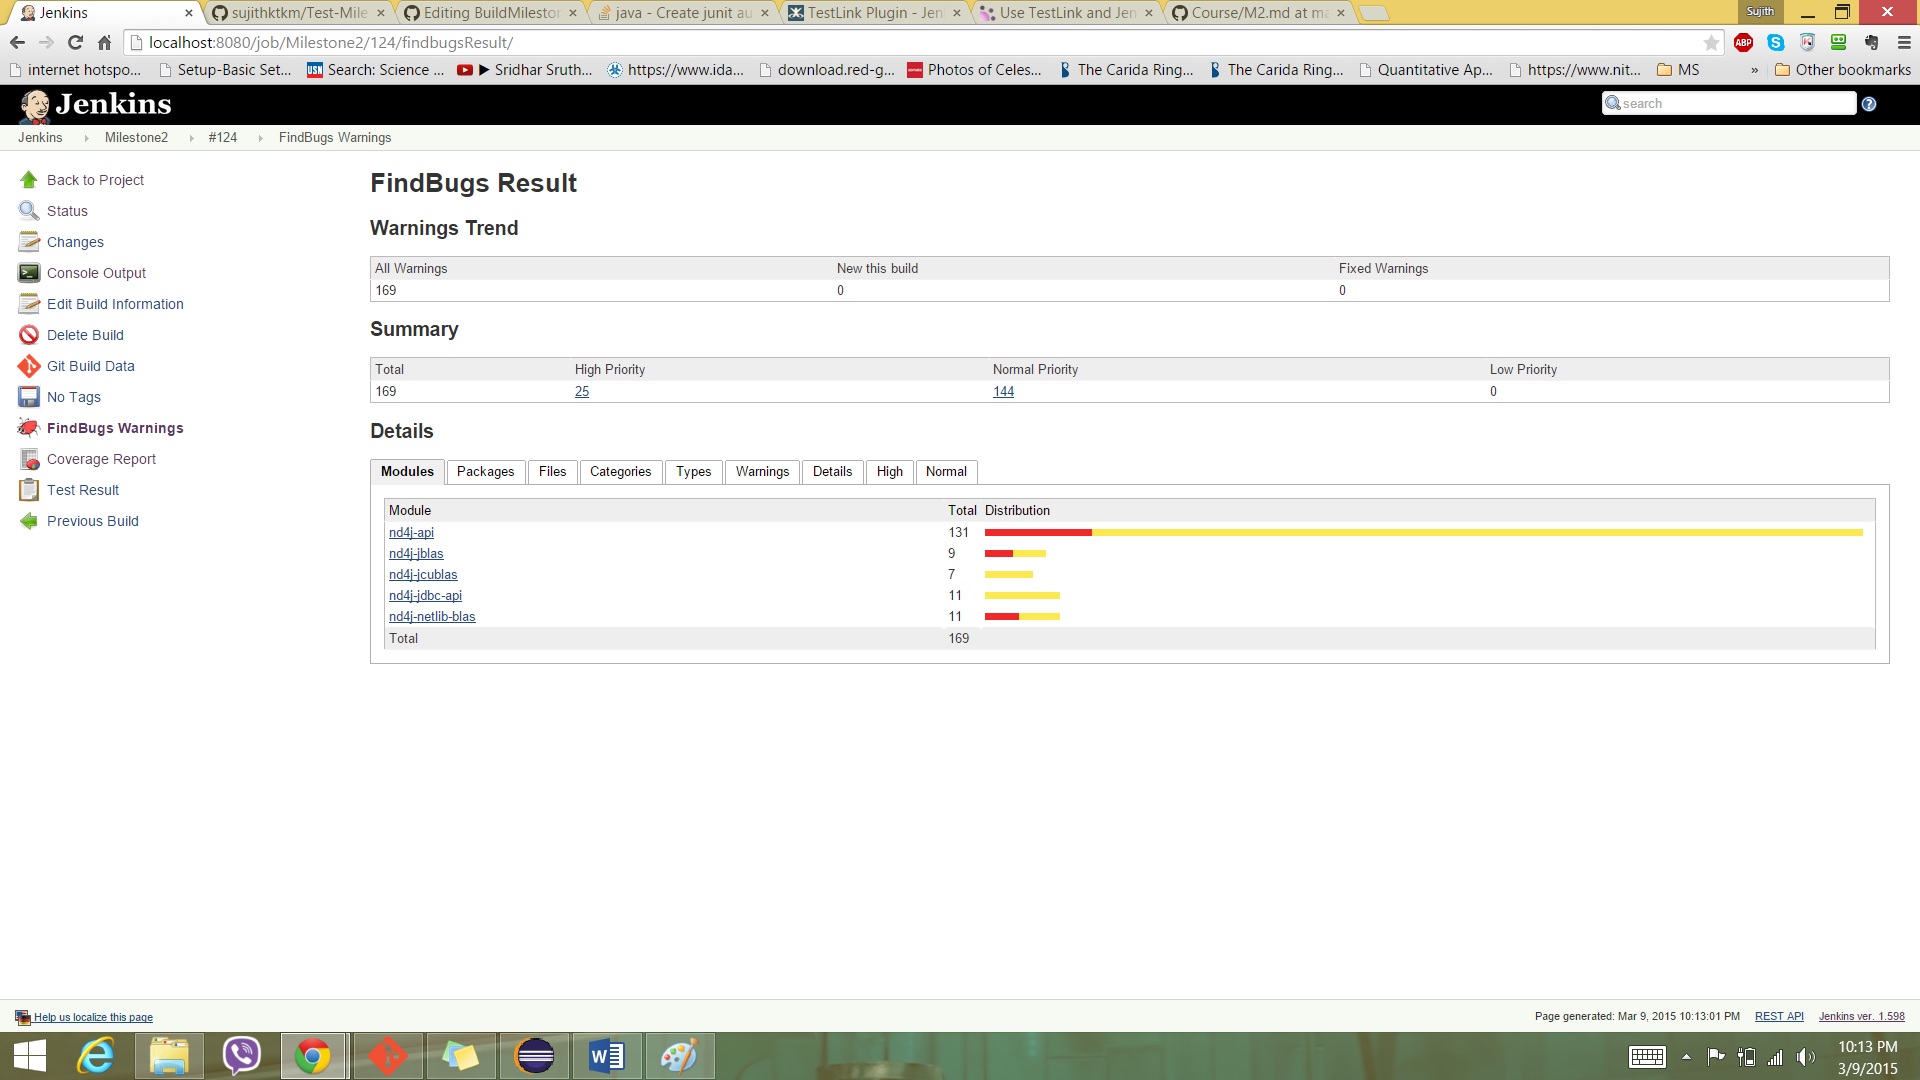 Jenkins
sujithktkm/Test-Mile
Editing BuildMilesto
java - Create junit au
TestLink Plugin - Jen
Use TestLink and Jen
Course/M2.md at ma
Sujith
localhost:8080/job/Milestone2/124/findbugsResult/
ABP
internet hotspo... Setup-Basic Set... USN Search: Science ... ▶ Sridhar Sruth... https://www.ida... download.red-g... Photos of Celes... The Carida Ring... The Carida Ring... Quantitative Ap... https://www.nit... MS » Other bookmarks
Jenkins
search
?
Jenkins Milestone2 #124 FindBugs Warnings
Back to Project
Status
Changes
Console Output
Edit Build Information
Delete Build
Git Build Data
No Tags
FindBugs Warnings
Coverage Report
Test Result
Previous Build
FindBugs Result
Warnings Trend
All Warnings New this build Fixed Warnings
169 0 0
Summary
Total High Priority Normal Priority Low Priority
169 25 144 0
Details
Modules Packages Files Categories Types Warnings Details High Normal
Module Total Distribution
nd4j-api 131
nd4j-jblas 9
nd4j-jcublas 7
nd4j-jdbc-api 11
nd4j-netlib-blas 11
Total 169
Help us localize this page
Page generated: Mar 9, 2015 10:13:01 PM REST API Jenkins ver. 1.598
10:13 PM
3/9/2015